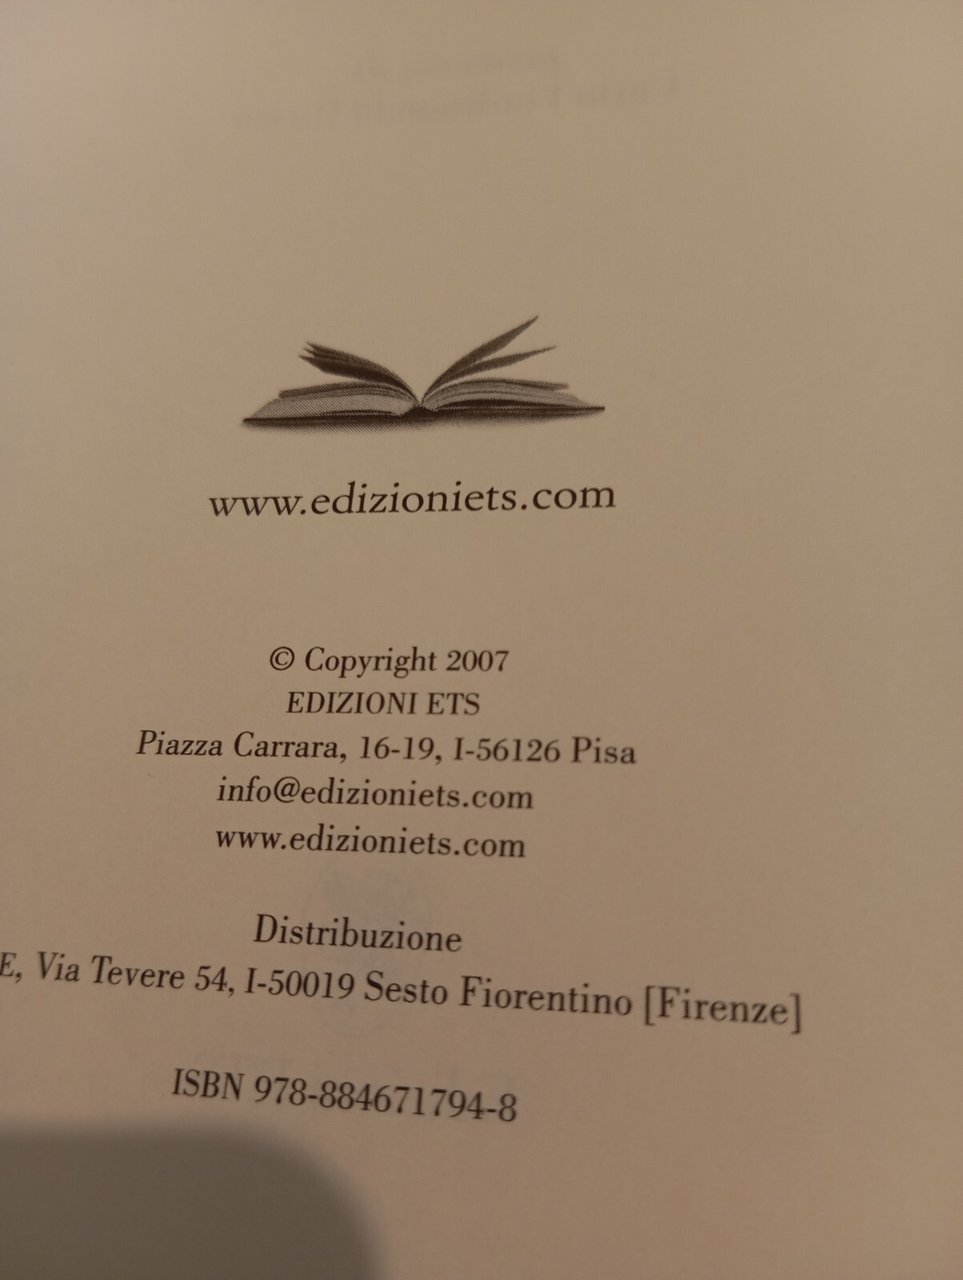 www.edizioniets.com
© Copyright 2007
EDIZIONI ETS
Piazza Carrara, 16-19, I-56126 Pisa
info@edizioniets.com
www.edizioniets.com
Distribuzione
E, Via Tevere 54, I-50019 Sesto Fiorentino [Firenze]
ISBN 978-884671794-8